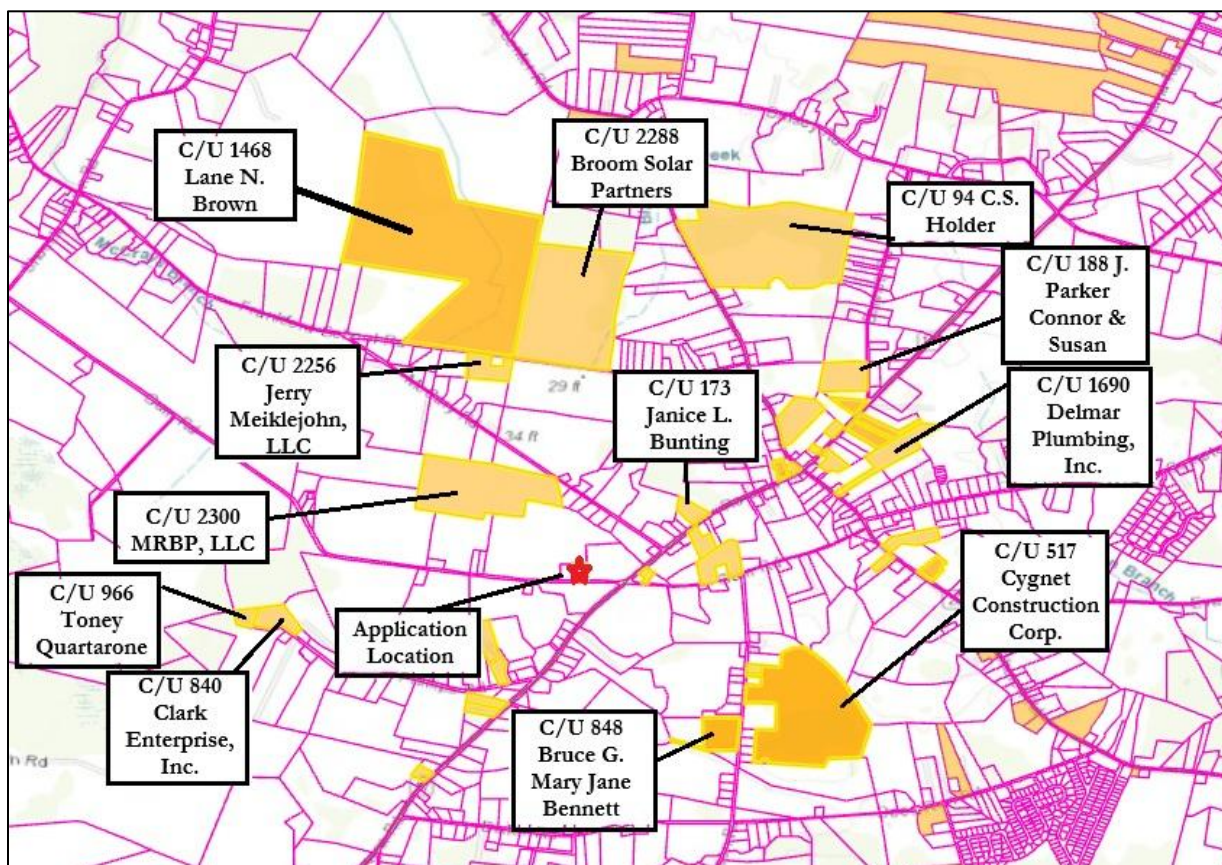 C/U 1468
Lane N.
Brown
C/U 2288
Broom Solar
Partners
C/U 94 C.S.
Holder
C/U 188 J.
Parker
Connor &
Susan
C/U 2256
Jerry
Meiklejohn,
LLC
C/U 173
Janice L.
Bunting
C/U 1690
Delmar
Plumbing,
Inc.
C/U 2300
MRBP, LLC
C/U 966
Toney
Quartarone
C/U 840
Clark
Enterprise,
Inc.
Application
Location
C/U 848
Bruce G.
Mary Jane
Bennett
C/U 517
Cygnet
Construction
Corp.
29 ft
34 ft
Branch